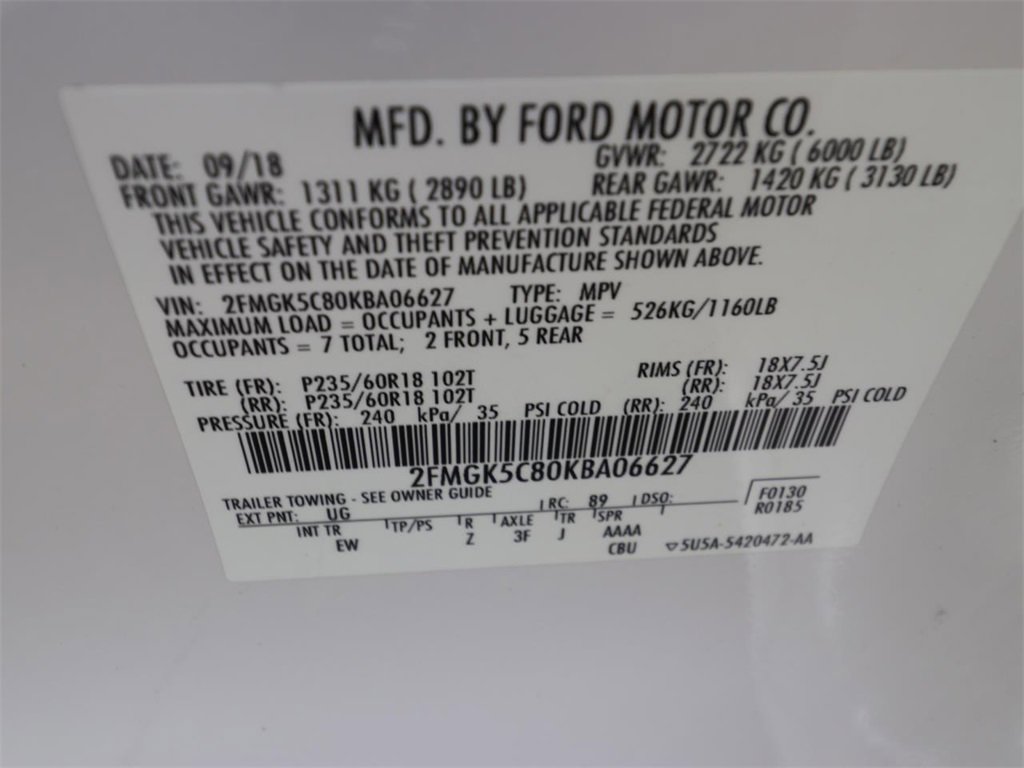 MFD. BY FORD MOTOR CO.
DATE: 09/18 GVWR: 2722 KG ( 6000 LB)
FRONT GAWR: 1311 KG ( 2890 LB) REAR GAWR: 1420 KG ( 3130 LB)
THIS VEHICLE CONFORMS TO ALL APPLICABLE FEDERAL MOTOR
VEHICLE SAFETY AND THEFT PREVENTION STANDARDS
IN EFFECT ON THE DATE OF MANUFACTURE SHOWN ABOVE.
VIN: 2FMGK5C80KBA06627 TYPE: MPV
MAXIMUM LOAD = OCCUPANTS + LUGGAGE = 526KG/1160LB
OCCUPANTS = 7 TOTAL; 2 FRONT, 5 REAR
TIRE (FR): P235/60R18 102T RIMS (FR): 18X7.5J
(RR): P235/60R18 102T (RR): 18X7.5J
PRESSURE (FR): 240 kPa/ 35 PSI COLD (RR): 240 kPa/ 35 PSI COLD
2FMGK5C80KBA06627
TRAILER TOWING - SEE OWNER GUIDE
EXT PNT: UG RC: 89 DSO: F0130
R0185
INT TR TP/PS R AXLE TR SPR
EW Z 3F J AAAA
CBU ▽5U5A-5420472-AA